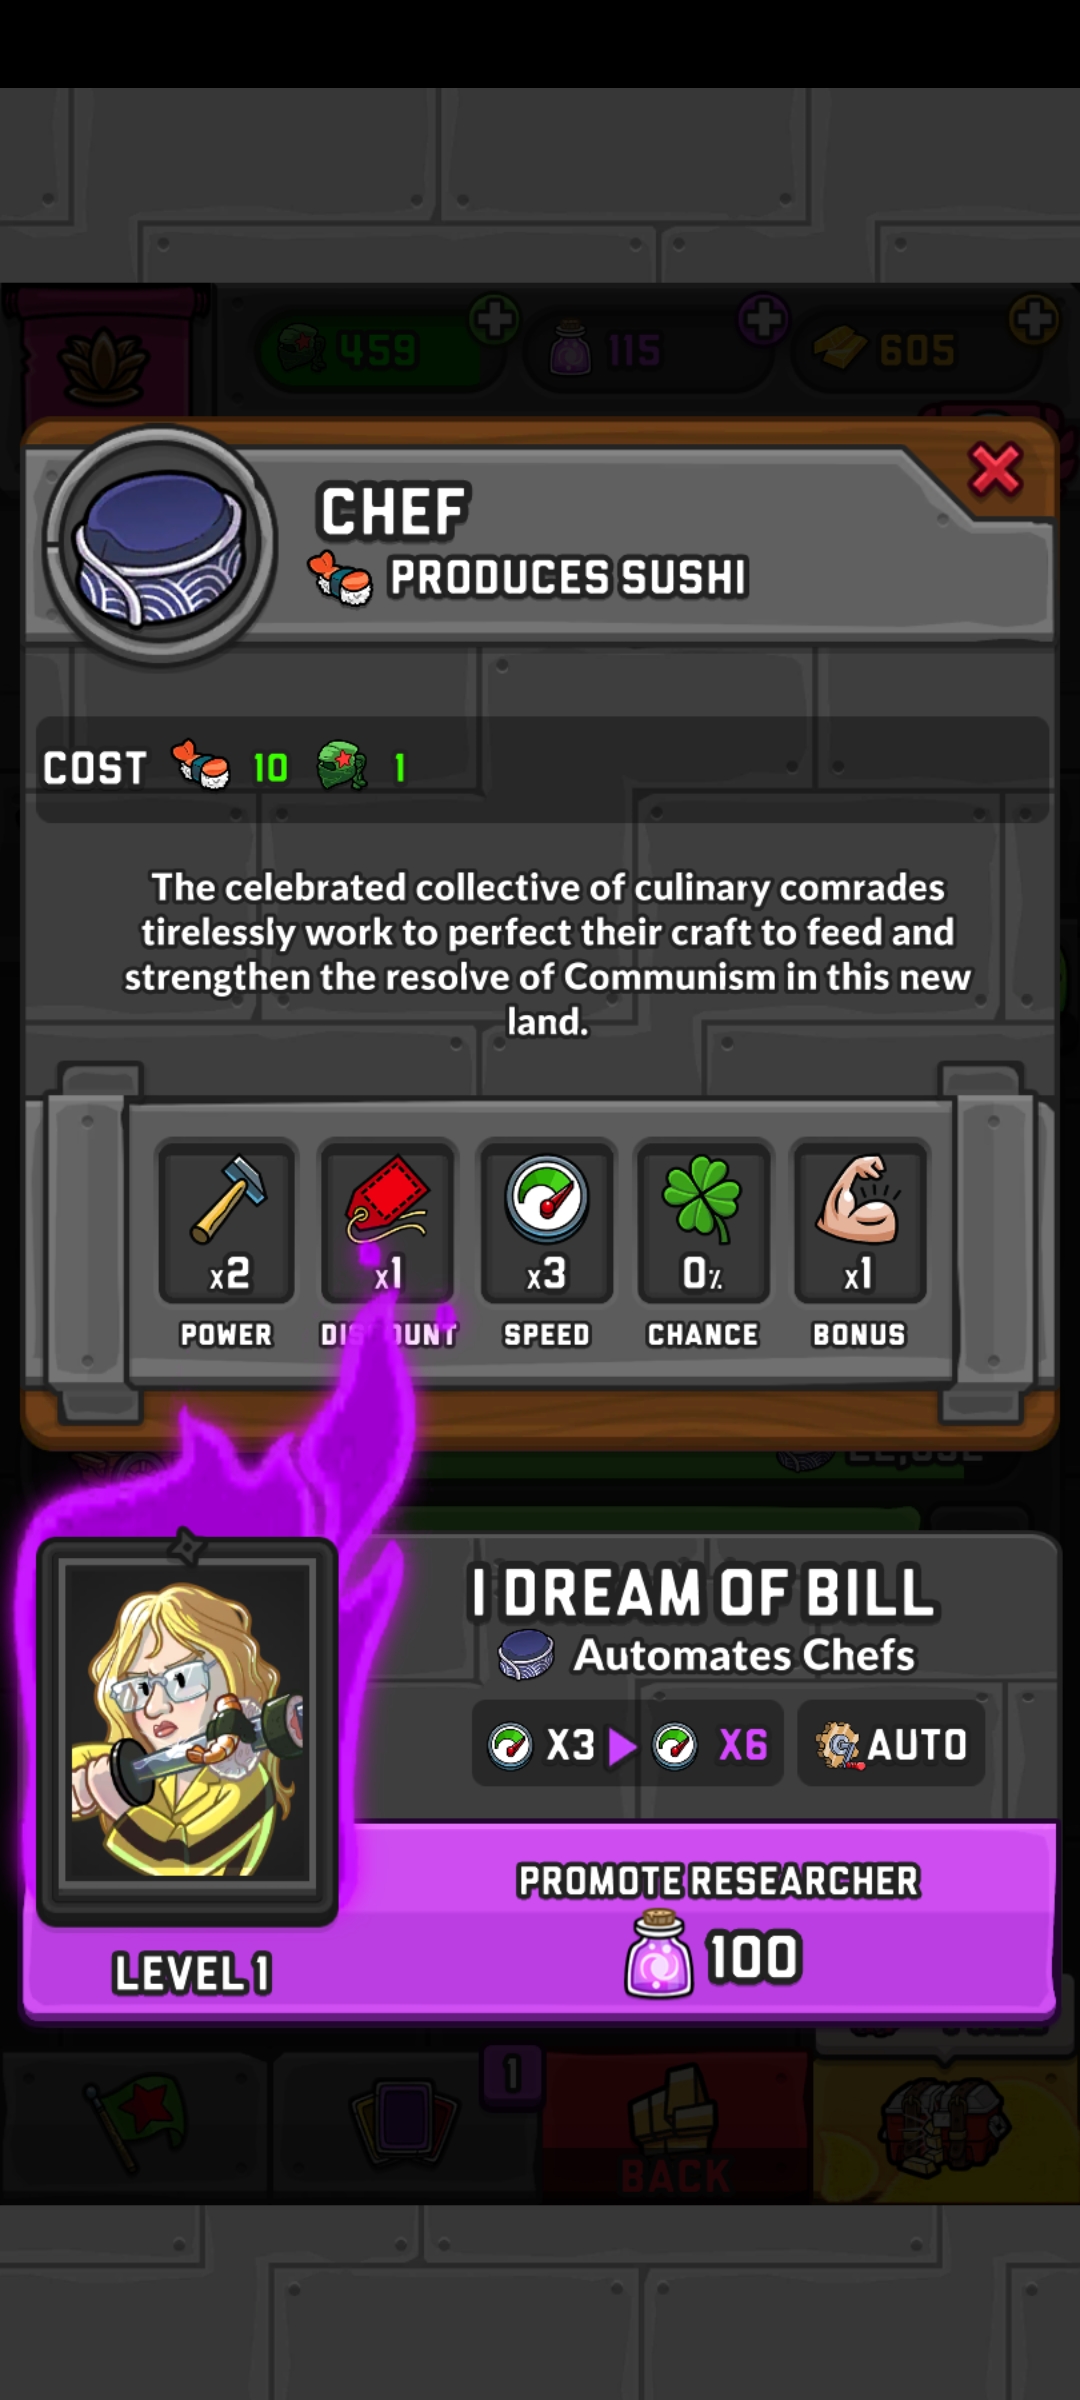 459
115
605
CHEF
PRODUCES SUSHI
COST 10 1
The celebrated collective of culinary comrades
tirelessly work to perfect their craft to feed and
strengthen the resolve of Communism in this new
land.
x2 x1 x3 0% x1
POWER DISCOUNT SPEED CHANCE BONUS
I DREAM OF BILL
Automates Chefs
X3 X6 AUTO
PROMOTE RESEARCHER
100
LEVEL 1
1
BACK